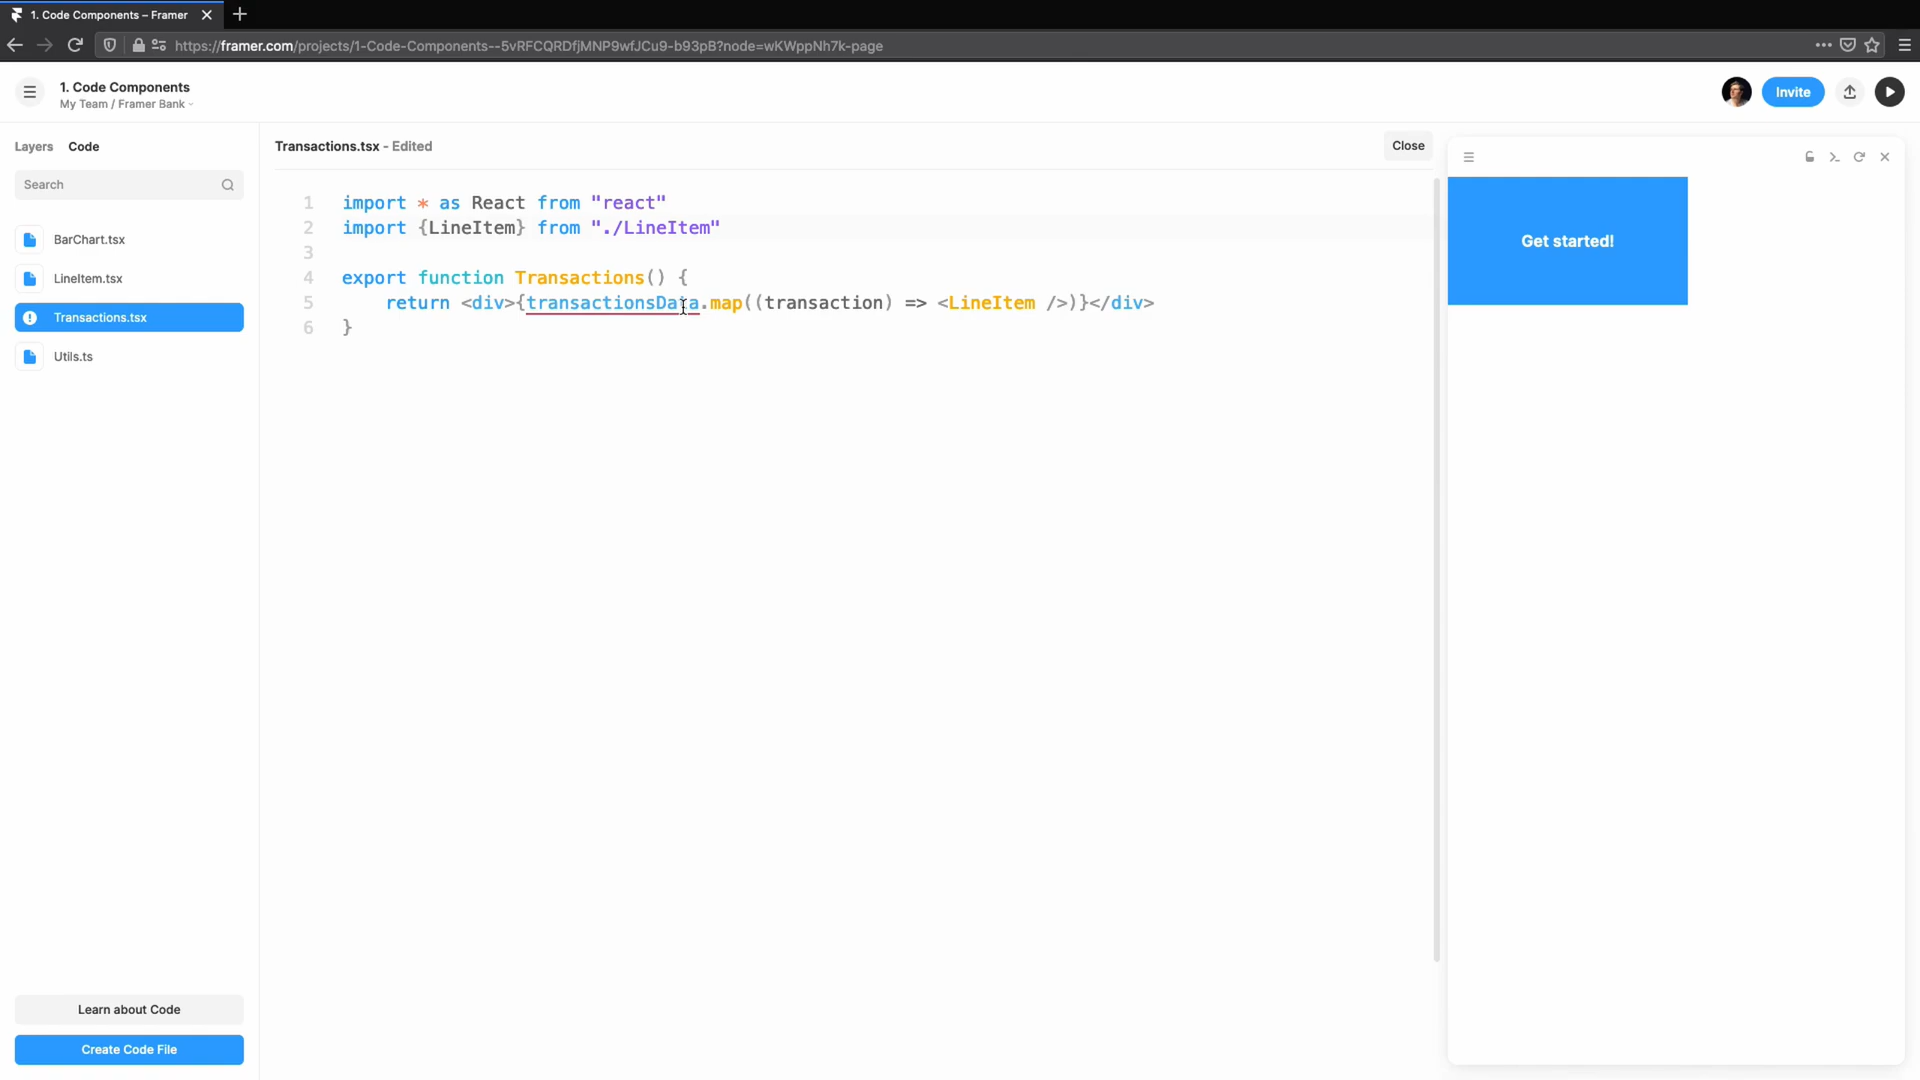 1. Code Components – Framer
https://framer.com/projects/1-Code-Components--5vRFCQRDfjMNP9wfJCu9-b93pB?node=wKWppNh7k-page
1. Code Components
My Team / Framer Bank
Invite
Layers Code
Search
BarChart.tsx
LineItem.tsx
Transactions.tsx
Utils.ts
Learn about Code
Create Code File
Transactions.tsx - Edited
Close
1 import * as React from "react"
2 import {LineItem} from "./LineItem"
3
4 export function Transactions() {
5 return <div>{transactionsData.map((transaction) => <LineItem />)}</div>
6 }
Get started!